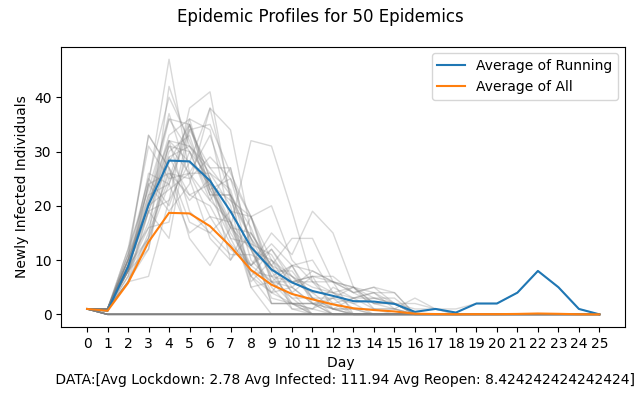 Epidemic Profiles for 50 Epidemics
Newly Infected Individuals
40
30
20
10
0
Average of Running
Average of All
0 1 2 3 4 5 6 7 8 9 10 11 12 13 14 15 16 17 18 19 20 21 22 23 24 25
Day
DATA:[Avg Lockdown: 2.78 Avg Infected: 111.94 Avg Reopen: 8.424242424242424]